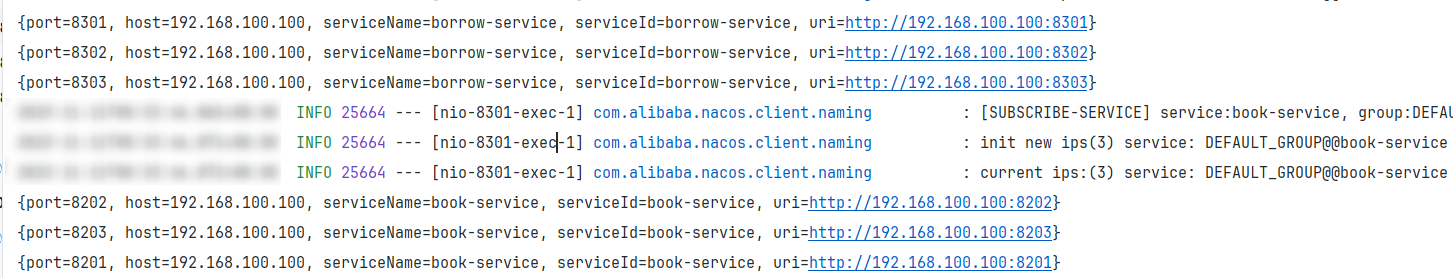 {port=8301, host=192.168.100.100, serviceName=borrow-service, serviceId=borrow-service, uri=http://192.168.100.100:8301}
{port=8302, host=192.168.100.100, serviceName=borrow-service, serviceId=borrow-service, uri=http://192.168.100.100:8302}
{port=8303, host=192.168.100.100, serviceName=borrow-service, serviceId=borrow-service, uri=http://192.168.100.100:8303}
INFO 25664 --- [nio-8301-exec-1] com.alibaba.nacos.client.naming : [SUBSCRIBE-SERVICE] service:book-service, group:DEFAU
INFO 25664 --- [nio-8301-exec-1] com.alibaba.nacos.client.naming : init new ips(3) service: DEFAULT_GROUP@@book-service
INFO 25664 --- [nio-8301-exec-1] com.alibaba.nacos.client.naming : current ips:(3) service: DEFAULT_GROUP@@book-service
{port=8202, host=192.168.100.100, serviceName=book-service, serviceId=book-service, uri=http://192.168.100.100:8202}
{port=8203, host=192.168.100.100, serviceName=book-service, serviceId=book-service, uri=http://192.168.100.100:8203}
{port=8201, host=192.168.100.100, serviceName=book-service, serviceId=book-service, uri=http://192.168.100.100:8201}